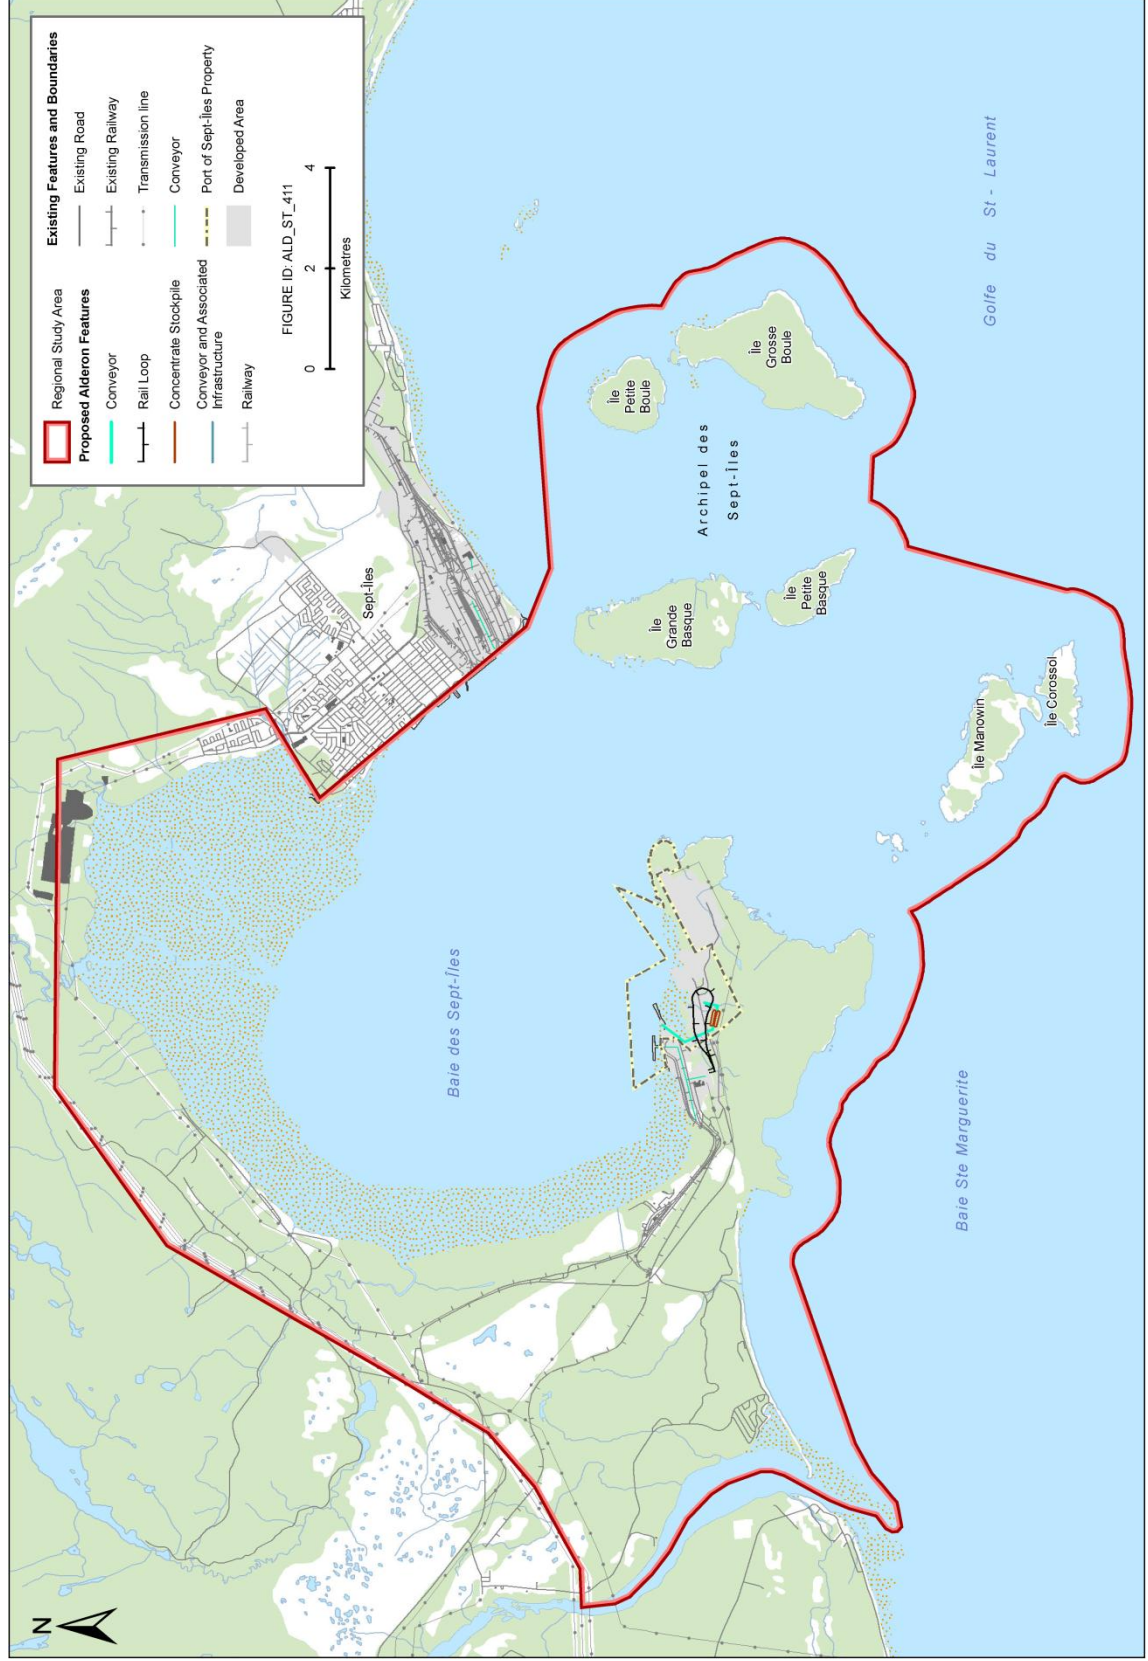 Existing Features and Boundaries
Existing Road
Existing Railway
Transmission line
Conveyor
Port of Sept-Îles Property
Developed Area
Regional Study Area
Proposed Alderon Features
Conveyor
Rail Loop
Concentrate Stockpile
Conveyor and Associated
Infrastructure
Railway
FIGURE ID: ALD_ST_411
0 2 4
Kilometres
N
Sept-Îles
Baie des Sept-Îles
Île
Petite
Boule
Île
Grosse
Boule
Archipel des
Sept-Îles
Île
Grande
Basque
Île
Petite
Basque
Île Manowin
Île Corossol
Golfe du St - Laurent
Baie Ste Marguerite